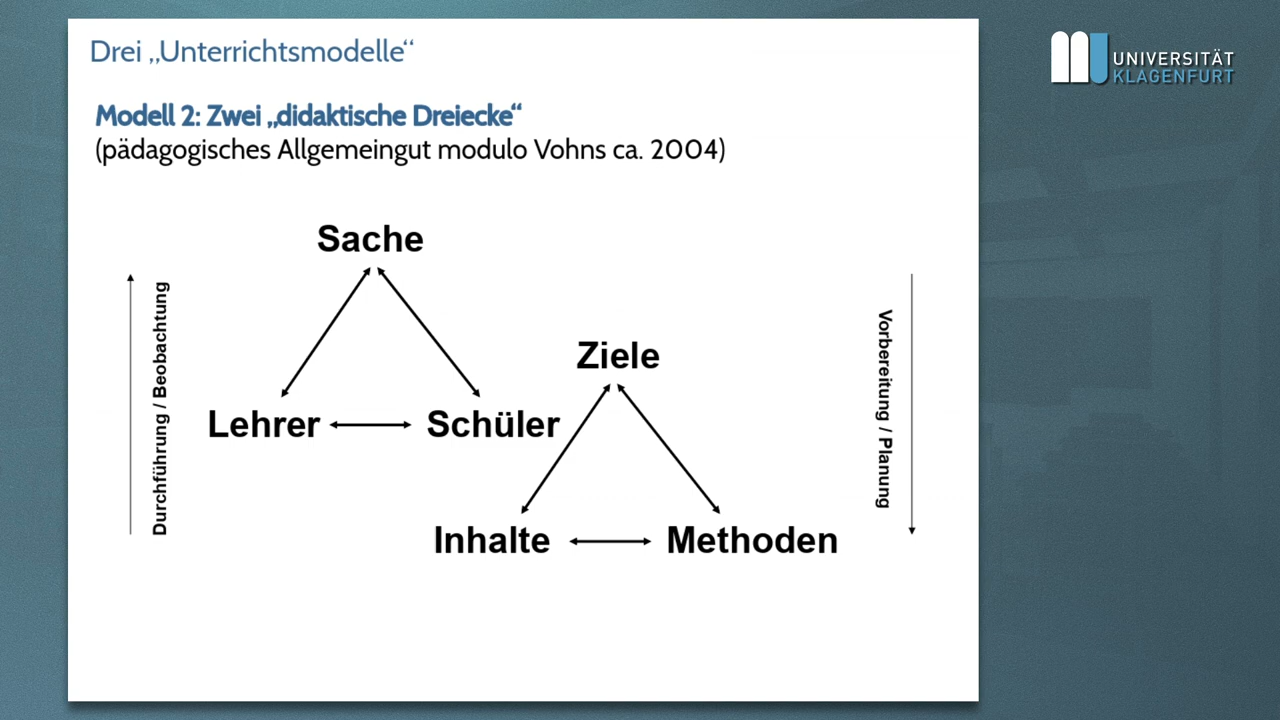 Drei „Unterrichtsmodelle“
UNIVERSITÄT
KLAGENFURT
Modell 2: Zwei „didaktische Dreiecke“
(pädagogisches Allgemeingut modulo Vohns ca. 2004)
Sache
Durchführung / Beobachtung
Vorbereitung / Planung
Ziele
Lehrer
Schüler
Inhalte
Methoden